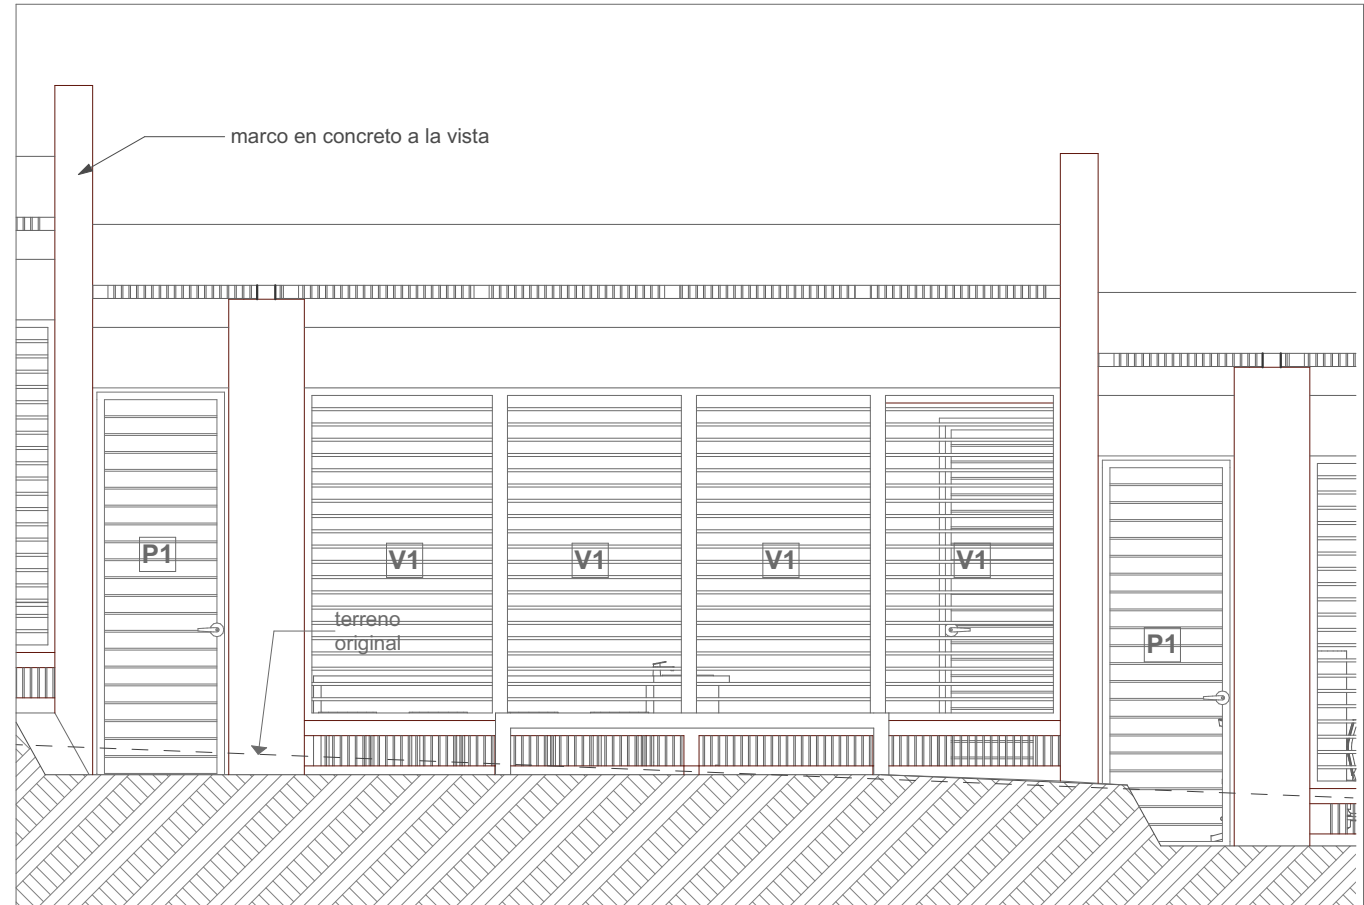 marco en concreto a la vista
P1
V1
V1
V1
V1
terreno
original
P1